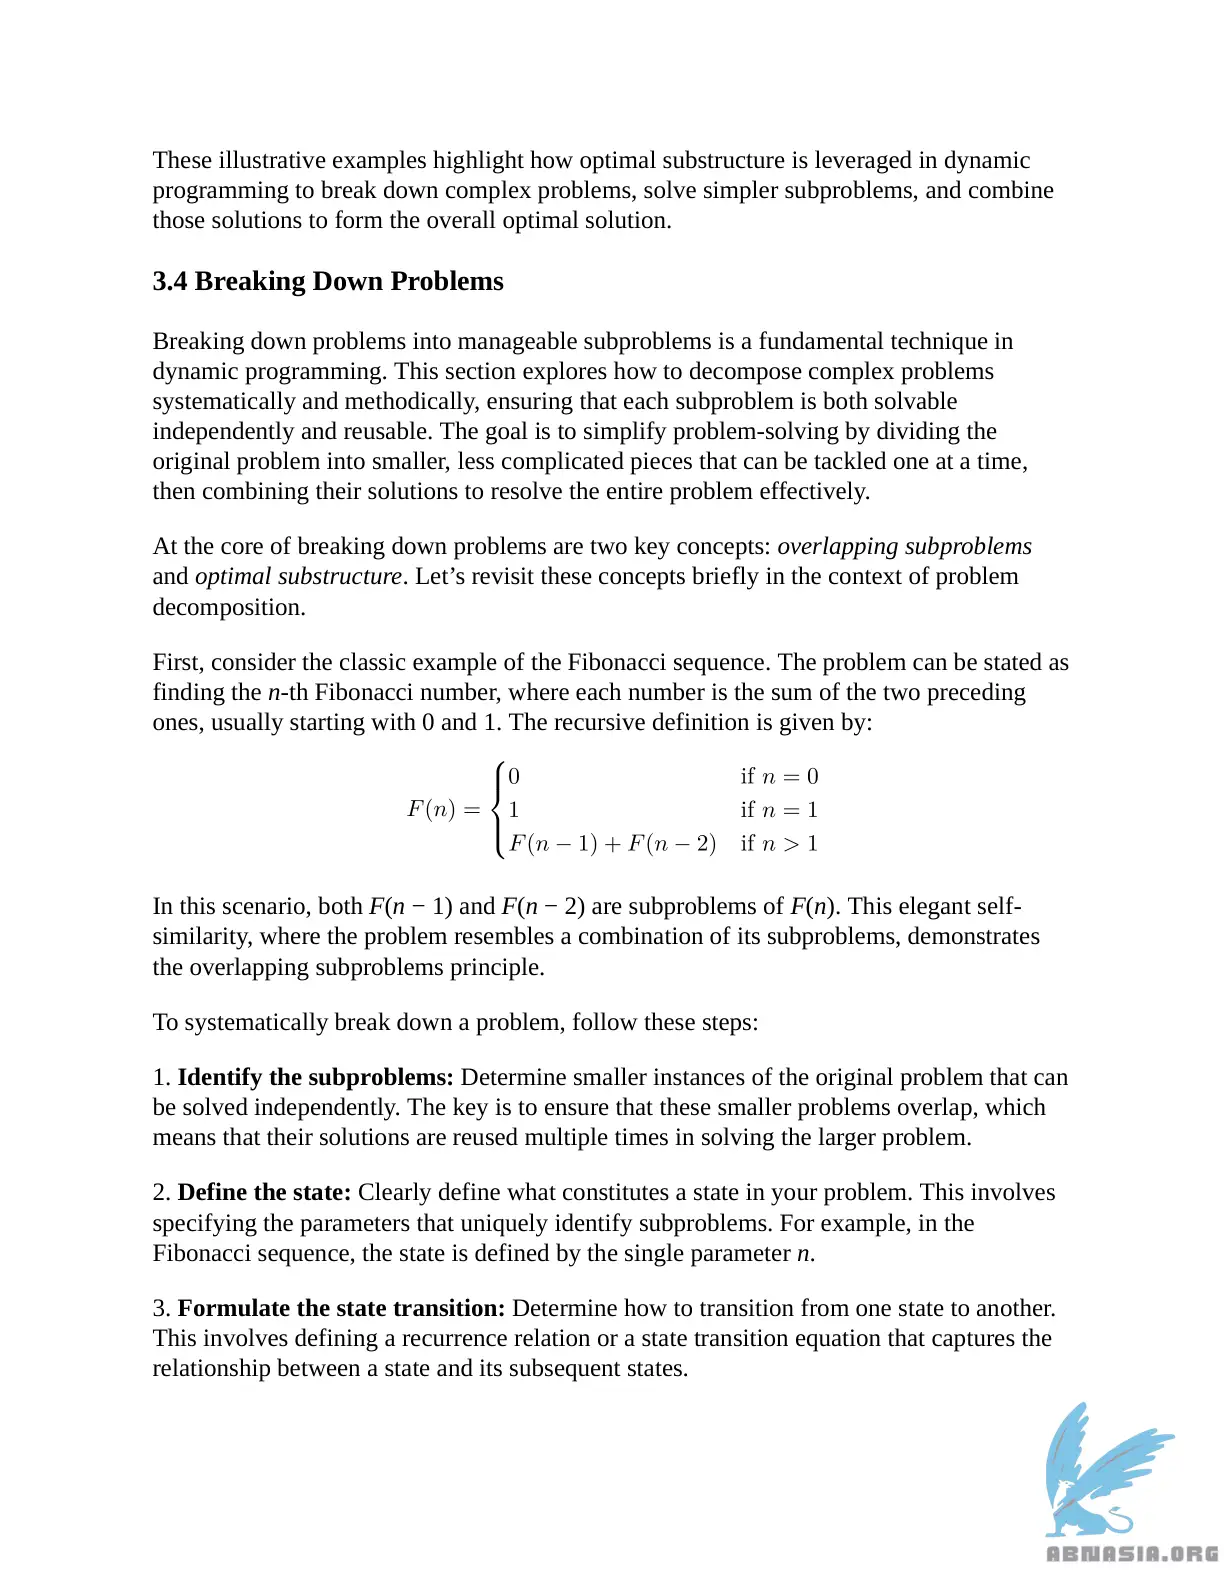 These illustrative examples highlight how optimal substructure is leveraged in dynamic
programming to break down complex problems, solve simpler subproblems, and combine
those solutions to form the overall optimal solution.
3.4 Breaking Down Problems
Breaking down problems into manageable subproblems is a fundamental technique in
dynamic programming. This section explores how to decompose complex problems
systematically and methodically, ensuring that each subproblem is both solvable
independently and reusable. The goal is to simplify problem-solving by dividing the
original problem into smaller, less complicated pieces that can be tackled one at a time,
then combining their solutions to resolve the entire problem effectively.
At the core of breaking down problems are two key concepts: overlapping subproblems
and optimal substructure. Let’s revisit these concepts briefly in the context of problem
decomposition.
First, consider the classic example of the Fibonacci sequence. The problem can be stated as
finding the n-th Fibonacci number, where each number is the sum of the two preceding
ones, usually starting with 0 and 1. The recursive definition is given by:
0 if n = 0
F(n) = { 1 if n = 1
F(n − 1) + F(n − 2) if n > 1
In this scenario, both F(n − 1) and F(n − 2) are subproblems of F(n). This elegant self-
similarity, where the problem resembles a combination of its subproblems, demonstrates
the overlapping subproblems principle.
To systematically break down a problem, follow these steps:
1. Identify the subproblems: Determine smaller instances of the original problem that can
be solved independently. The key is to ensure that these smaller problems overlap, which
means that their solutions are reused multiple times in solving the larger problem.
2. Define the state: Clearly define what constitutes a state in your problem. This involves
specifying the parameters that uniquely identify subproblems. For example, in the
Fibonacci sequence, the state is defined by the single parameter n.
3. Formulate the state transition: Determine how to transition from one state to another.
This involves defining a recurrence relation or a state transition equation that captures the
relationship between a state and its subsequent states.
ABNASIA.ORG